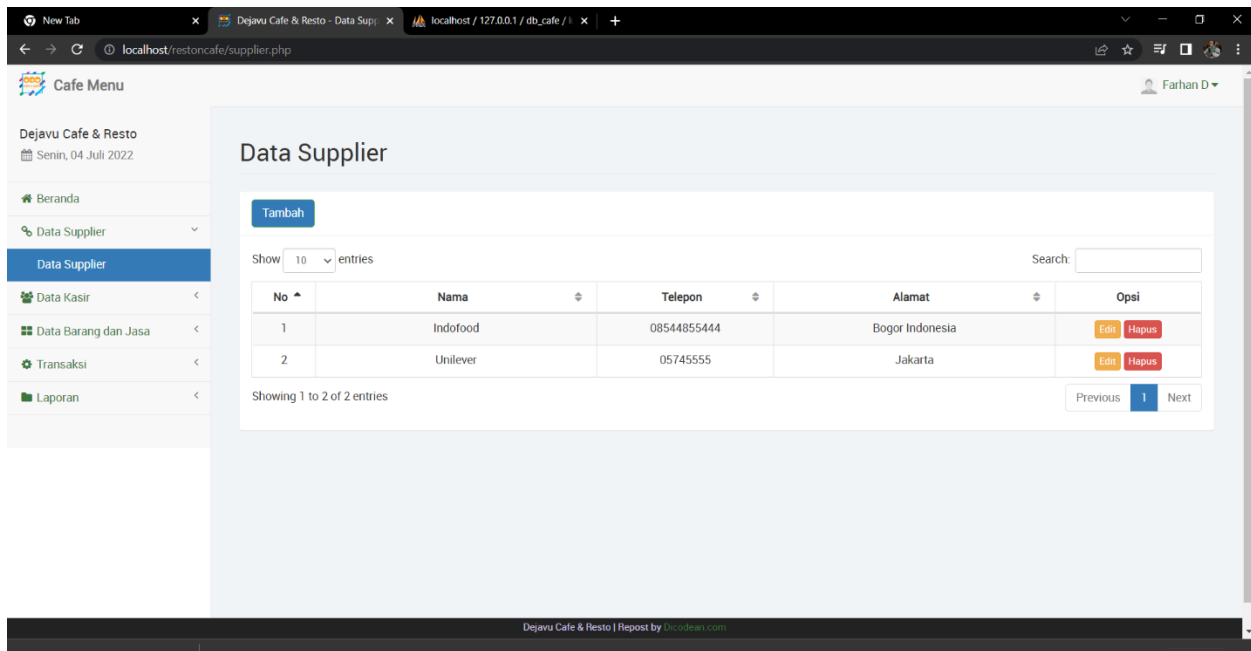 New Tab
Dejavu Cafe & Resto - Data Supp
localhost / 127.0.0.1 / db_cafe /
localhost/restoncafe/supplier.php
Cafe Menu
Farhan D
Dejavu Cafe & Resto
Senin, 04 Juli 2022
Data Supplier
Beranda
Data Supplier
Data Supplier
Data Kasir
Data Barang dan Jasa
Transaksi
Laporan
Tambah
Show 10 entries
Search:
No Nama Telepon Alamat Opsi
1 Indofood 08544855444 Bogor Indonesia Edit Hapus
2 Unilever 05745555 Jakarta Edit Hapus
Showing 1 to 2 of 2 entries
Previous 1 Next
Dejavu Cafe & Resto | Repost by Dicodean.com